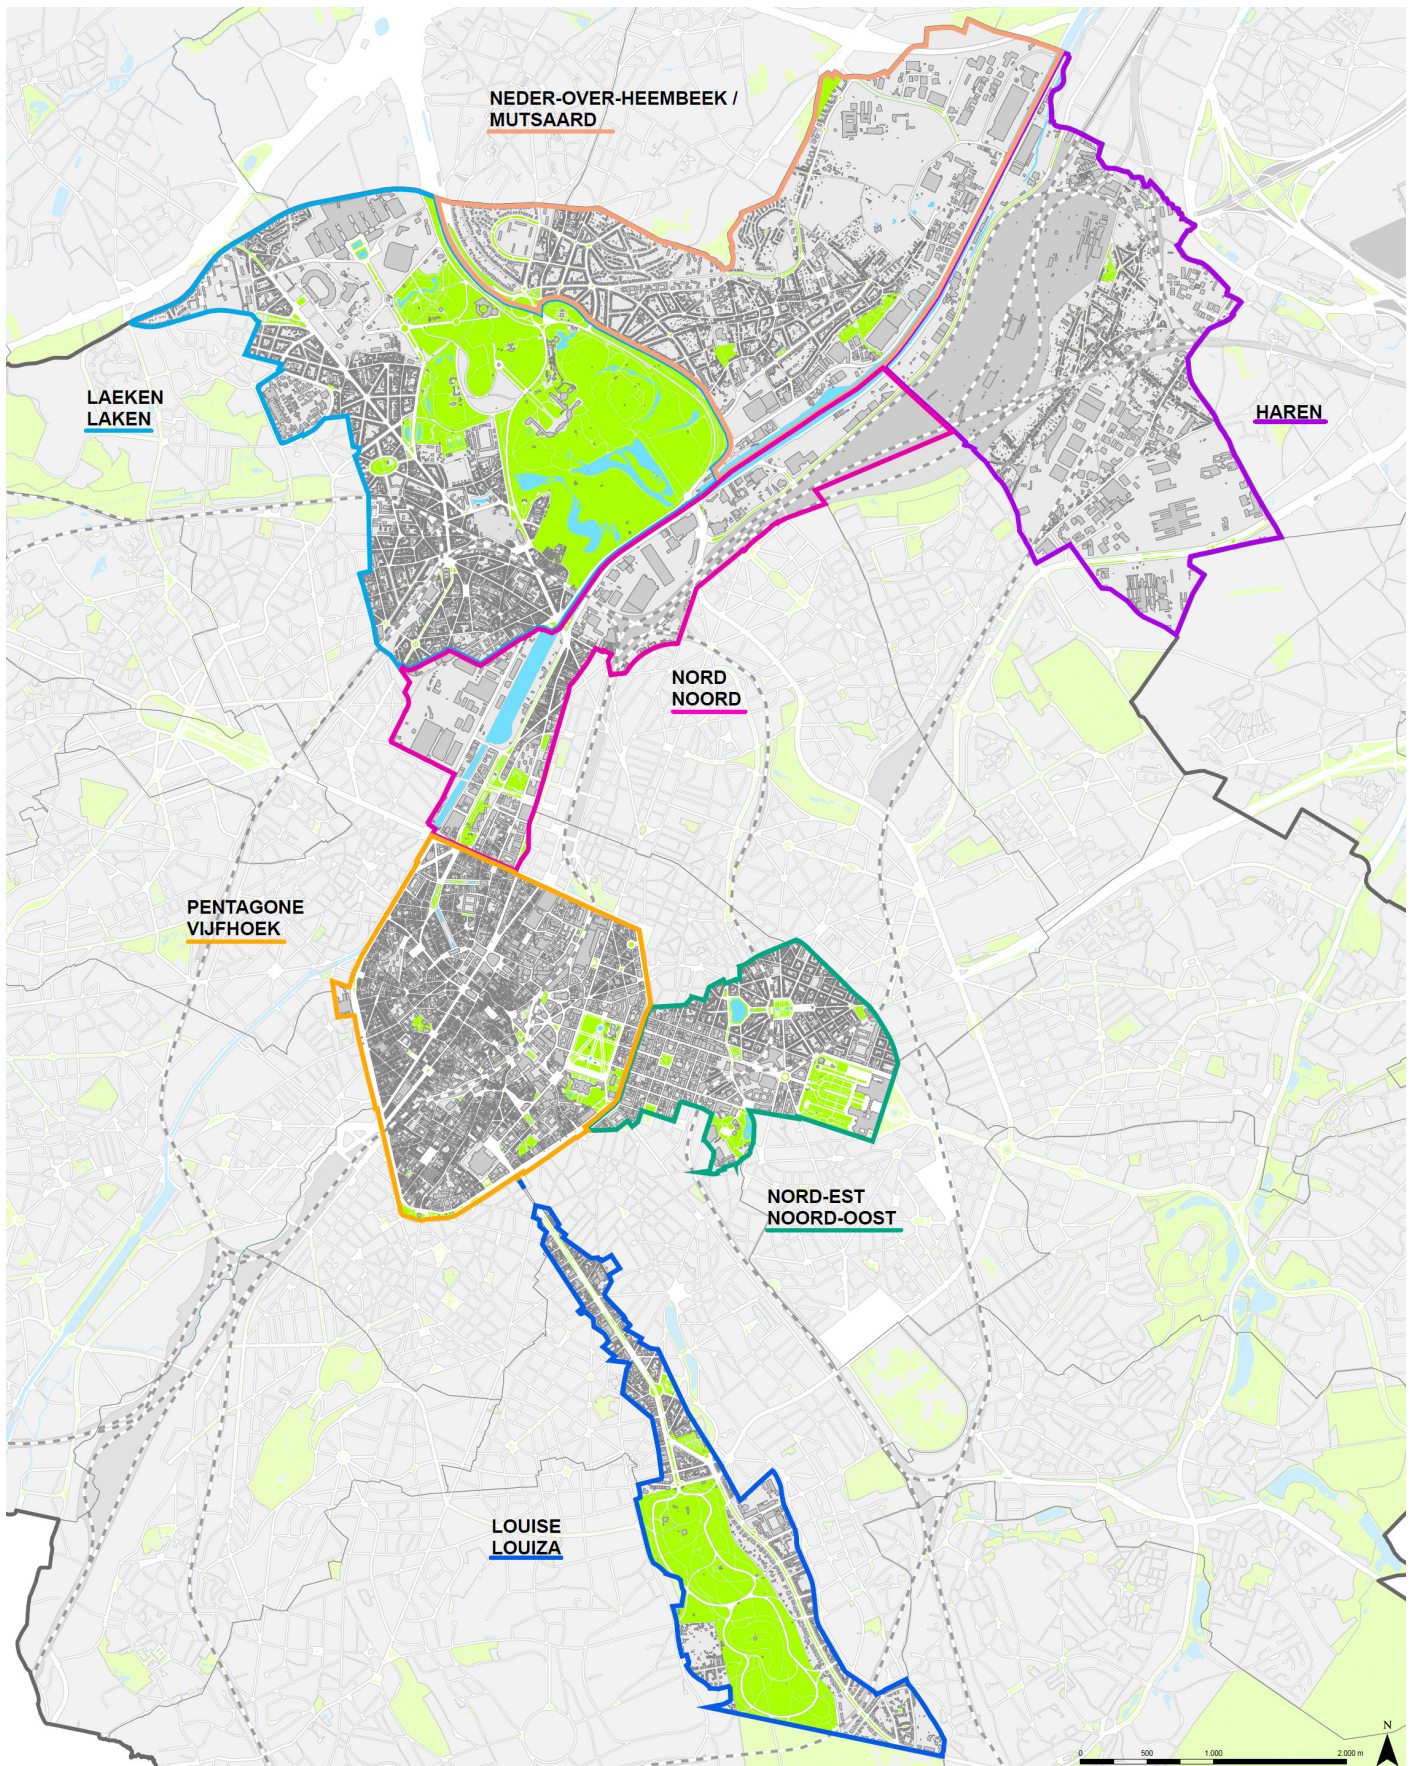 NEDER-OVER-HEEMBEEK /
MUTSAARD
LAEKEN
LAKEN
HAREN
NORD
NOORD
PENTAGONE
VIJFHOEK
NORD-EST
NOORD-OOST
LOUISE
LOUIZA
N
0 500 1.000 2.000 m